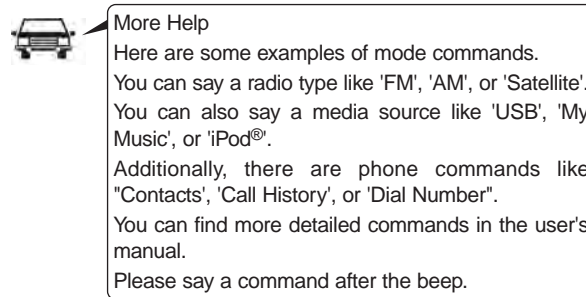 More Help
Here are some examples of mode commands.
You can say a radio type like 'FM', 'AM', or 'Satellite'.
You can also say a media source like 'USB', 'My
Music', or 'iPod®'.
Additionally, there are phone commands like
"Contacts', 'Call History', or 'Dial Number".
You can find more detailed commands in the user's
manual.
Please say a command after the beep.